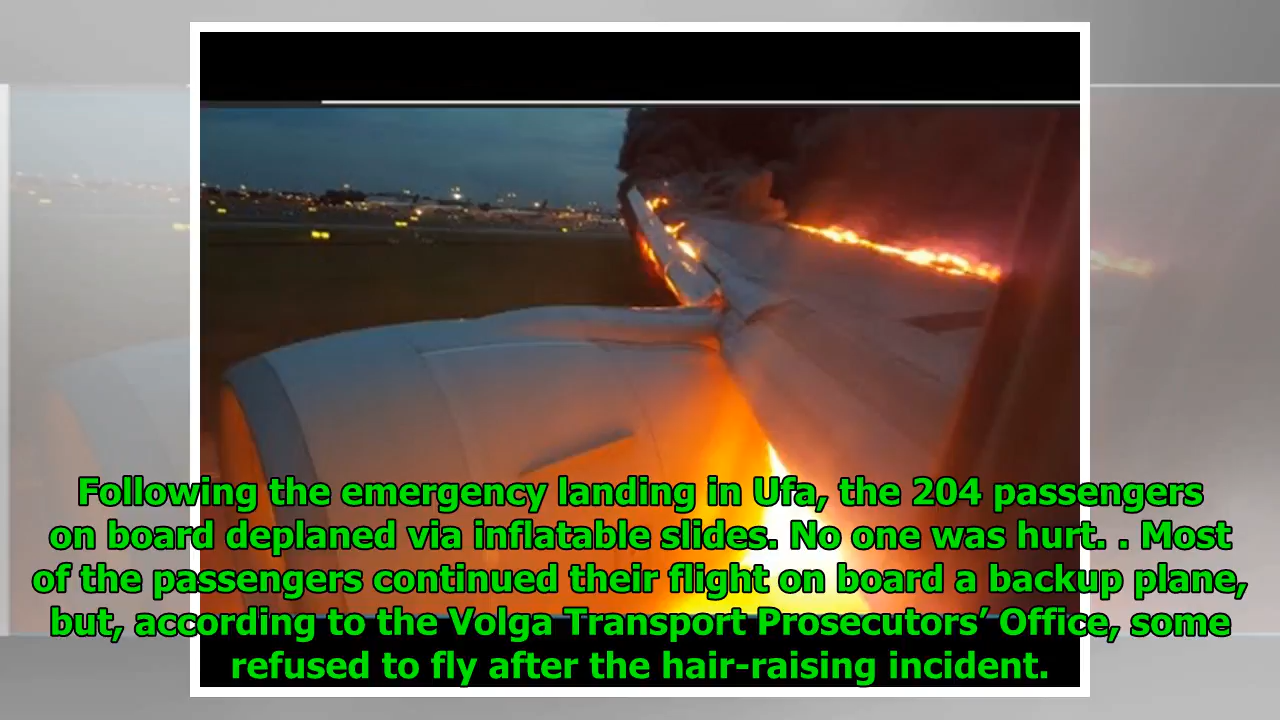 Following the emergency landing in Ufa, the 204 passengers
on board deplaned via inflatable slides. No one was hurt. . Most
of the passengers continued their flight on board a backup plane,
but, according to the Volga Transport Prosecutors’ Office, some
refused to fly after the hair-raising incident.